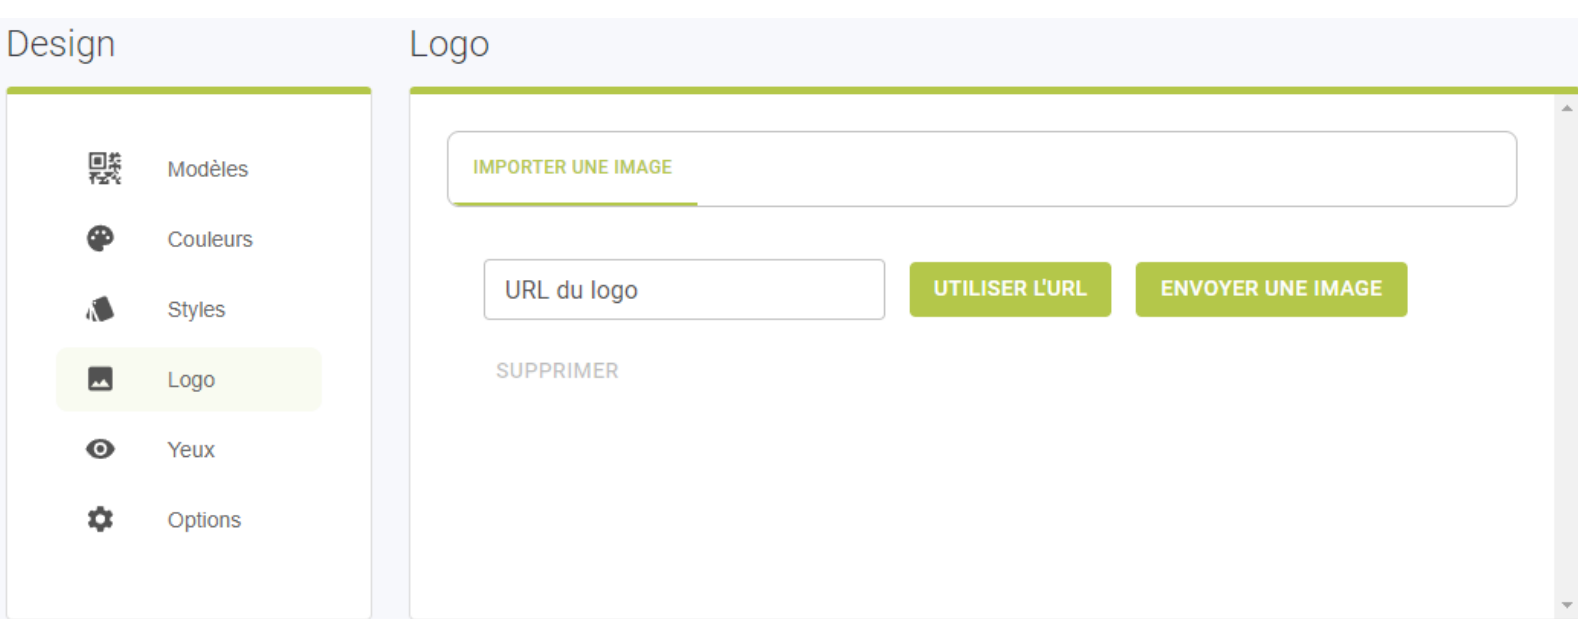 Design
Modèles
Couleurs
Styles
Logo
Yeux
Options
Logo
IMPORTER UNE IMAGE
URL du logo
UTILISER L'URL
ENVOYER UNE IMAGE
SUPPRIMER